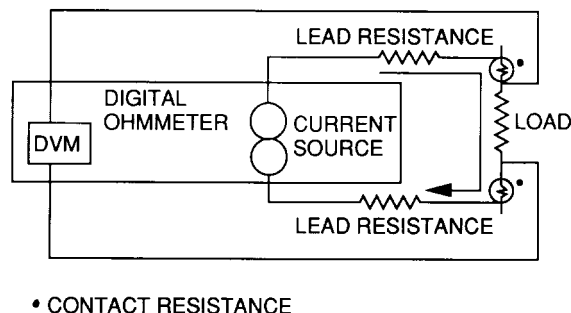 LEAD RESISTANCE
DIGITAL
OHMMETER
CURRENT
SOURCE
LOAD
DVM
LEAD RESISTANCE
• CONTACT RESISTANCE